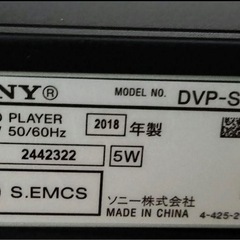 NY® MODEL NO. DVP-S
PLAYER
50/60Hz 2018 年製
2442322 5W
S.EMCS
ソニー株式会社
MADE IN CHINA 4-425-2